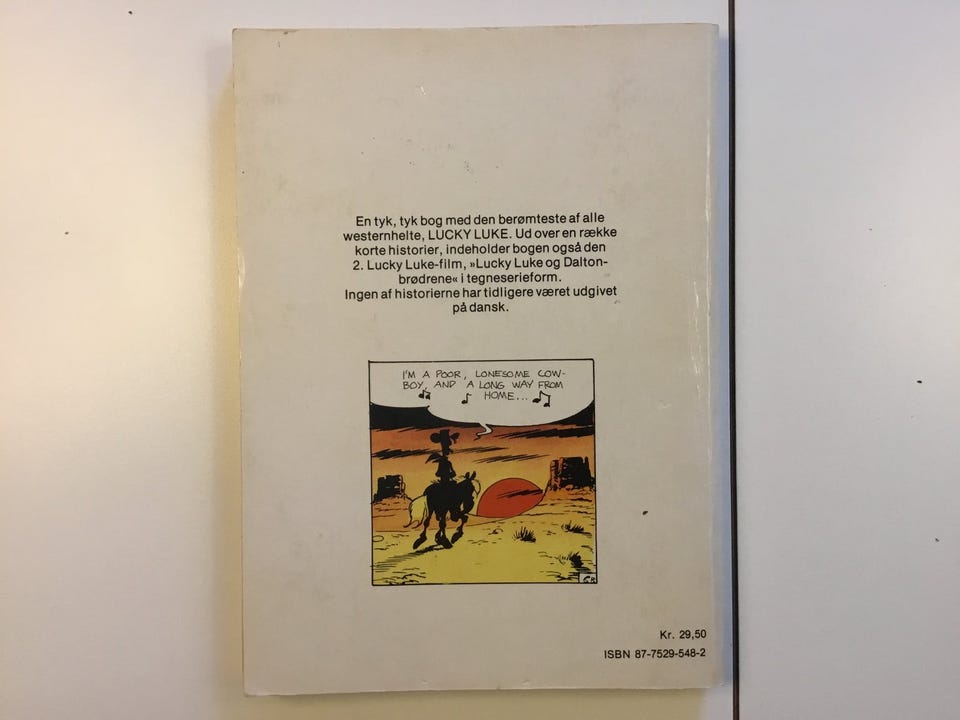 En tyk, tyk bog med den berømteste af alle
westernhelte, LUCKY LUKE. Ud over en række
korte historier, indeholder bogen også den
2. Lucky Luke-film, »Lucky Luke og Dalton-
brødrene« i tegneserieform.
Ingen af historierne har tidligere været udgivet
på dansk.
I'M A POOR, LONESOME COW-
BOY, AND A LONG WAY FROM
HOME...
Kr. 29,50
ISBN 87-7529-548-2